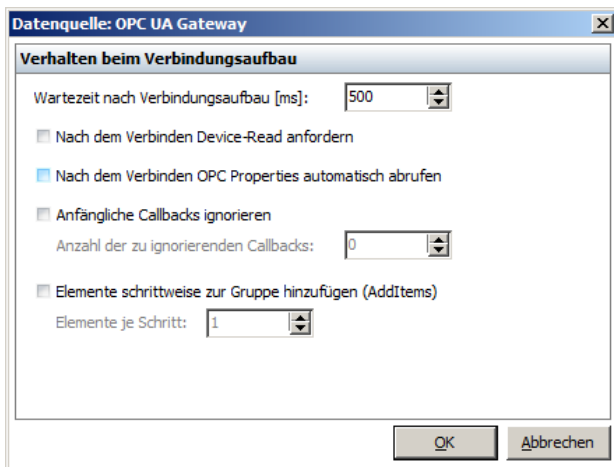 Datenquelle: OPC UA Gateway
Verhalten beim Verbindungsaufbau
Wartezeit nach Verbindungsaufbau [ms]: 500
Nach dem Verbinden Device-Read anfordern
Nach dem Verbinden OPC Properties automatisch abrufen
Anfängliche Callbacks ignorieren
Anzahl der zu ignorierenden Callbacks: 0
Elemente schrittweise zur Gruppe hinzufügen (AddItems)
Elemente je Schritt: 1
OK Abbrechen